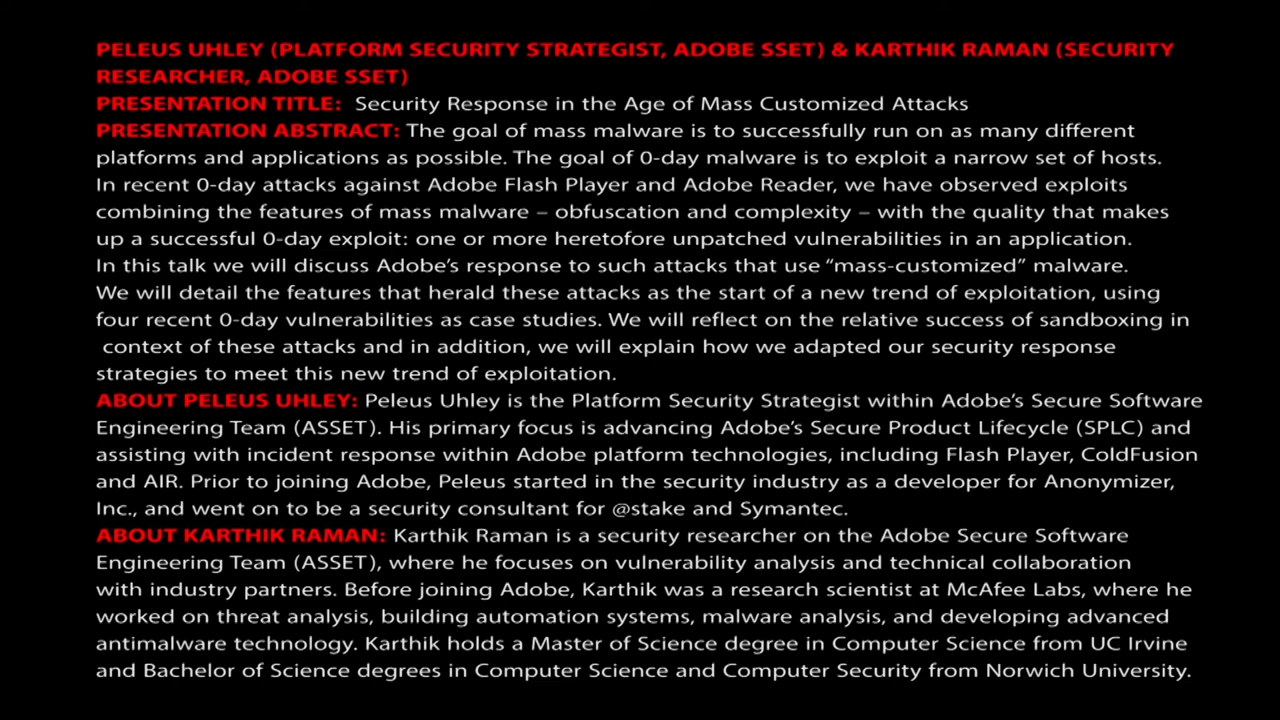 PELEUS UHLEY (PLATFORM SECURITY STRATEGIST, ADOBE SSET) & KARTHIK RAMAN (SECURITY
RESEARCHER, ADOBE SSET)
PRESENTATION TITLE: Security Response in the Age of Mass Customized Attacks
PRESENTATION ABSTRACT: The goal of mass malware is to successfully run on as many different
platforms and applications as possible. The goal of 0-day malware is to exploit a narrow set of hosts.
In recent 0-day attacks against Adobe Flash Player and Adobe Reader, we have observed exploits
combining the features of mass malware – obfuscation and complexity – with the quality that makes
up a successful 0-day exploit: one or more heretofore unpatched vulnerabilities in an application.
In this talk we will discuss Adobe’s response to such attacks that use “mass-customized” malware.
We will detail the features that herald these attacks as the start of a new trend of exploitation, using
four recent 0-day vulnerabilities as case studies. We will reflect on the relative success of sandboxing in
context of these attacks and in addition, we will explain how we adapted our security response
strategies to meet this new trend of exploitation.
ABOUT PELEUS UHLEY: Peleus Uhley is the Platform Security Strategist within Adobe’s Secure Software
Engineering Team (ASSET). His primary focus is advancing Adobe’s Secure Product Lifecycle (SPLC) and
assisting with incident response within Adobe platform technologies, including Flash Player, ColdFusion
and AIR. Prior to joining Adobe, Peleus started in the security industry as a developer for Anonymizer,
Inc., and went on to be a security consultant for @stake and Symantec.
ABOUT KARTHIK RAMAN: Karthik Raman is a security researcher on the Adobe Secure Software
Engineering Team (ASSET), where he focuses on vulnerability analysis and technical collaboration
with industry partners. Before joining Adobe, Karthik was a research scientist at McAfee Labs, where he
worked on threat analysis, building automation systems, malware analysis, and developing advanced
antimalware technology. Karthik holds a Master of Science degree in Computer Science from UC Irvine
and Bachelor of Science degrees in Computer Science and Computer Security from Norwich University.